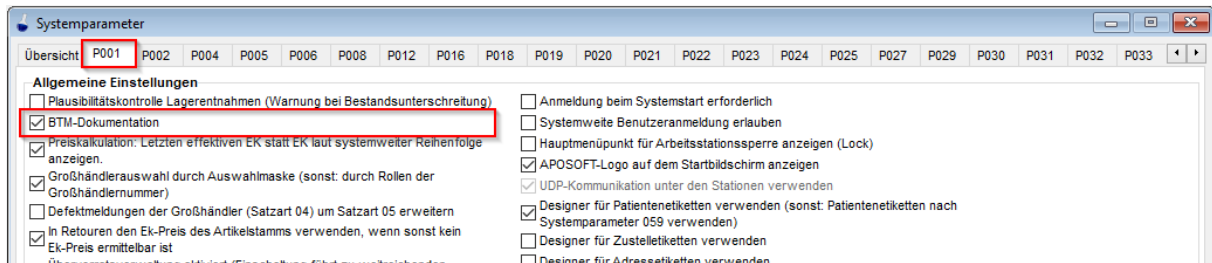 Systemparameter
Übersicht P001 P002 P004 P005 P006 P008 P012 P016 P018 P019 P020 P021 P022 P023 P024 P025 P027 P029 P030 P031 P032 P033
Allgemeine Einstellungen
Plausibilitätskontrolle Lagerentnahmen (Warnung bei Bestandsunterschreitung)
BTM-Dokumentation
Preiskalkulation: Letzten effektiven EK statt EK laut systemweiter Reihenfolge
anzeigen.
Großhändlerauswahl durch Auswahlmaske (sonst: durch Rollen der
Großhändlernummer)
Defektmeldungen der Großhändler (Satzart 04) um Satzart 05 erweitern
In Retouren den Ek-Preis des Artikelstamms verwenden, wenn sonst kein
Ek-Preis ermittelbar ist
Anmeldung beim Systemstart erforderlich
Systemweite Benutzeranmeldung erlauben
Hauptmenüpunkt für Arbeitsstationssperre anzeigen (Lock)
APOSOFT-Logo auf dem Startbildschirm anzeigen
UDP-Kommunikation unter den Stationen verwenden
Designer für Patientenetiketten verwenden (sonst: Patientenetiketten nach
Systemparameter 059 verwenden)
Designer für Zustelletiketten verwenden
Designer für Adressetiketten verwenden